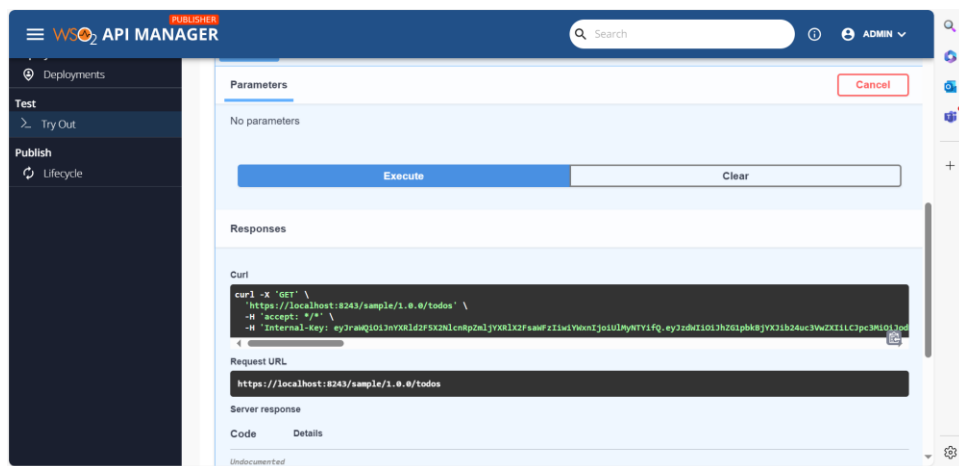 PUBLISHER
WSO2 API MANAGER
Search
ADMIN
Deployments
Test
Try Out
Publish
Lifecycle
Parameters
Cancel
No parameters
Execute
Clear
Responses
Curl
curl -X 'GET' \
'https://localhost:8243/sample/1.0.0/todos' \
-H 'accept: */*' \
-H 'Internal-Key:
Request URL
https://localhost:8243/sample/1.0.0/todos
Server response
Code Details
Undocumented